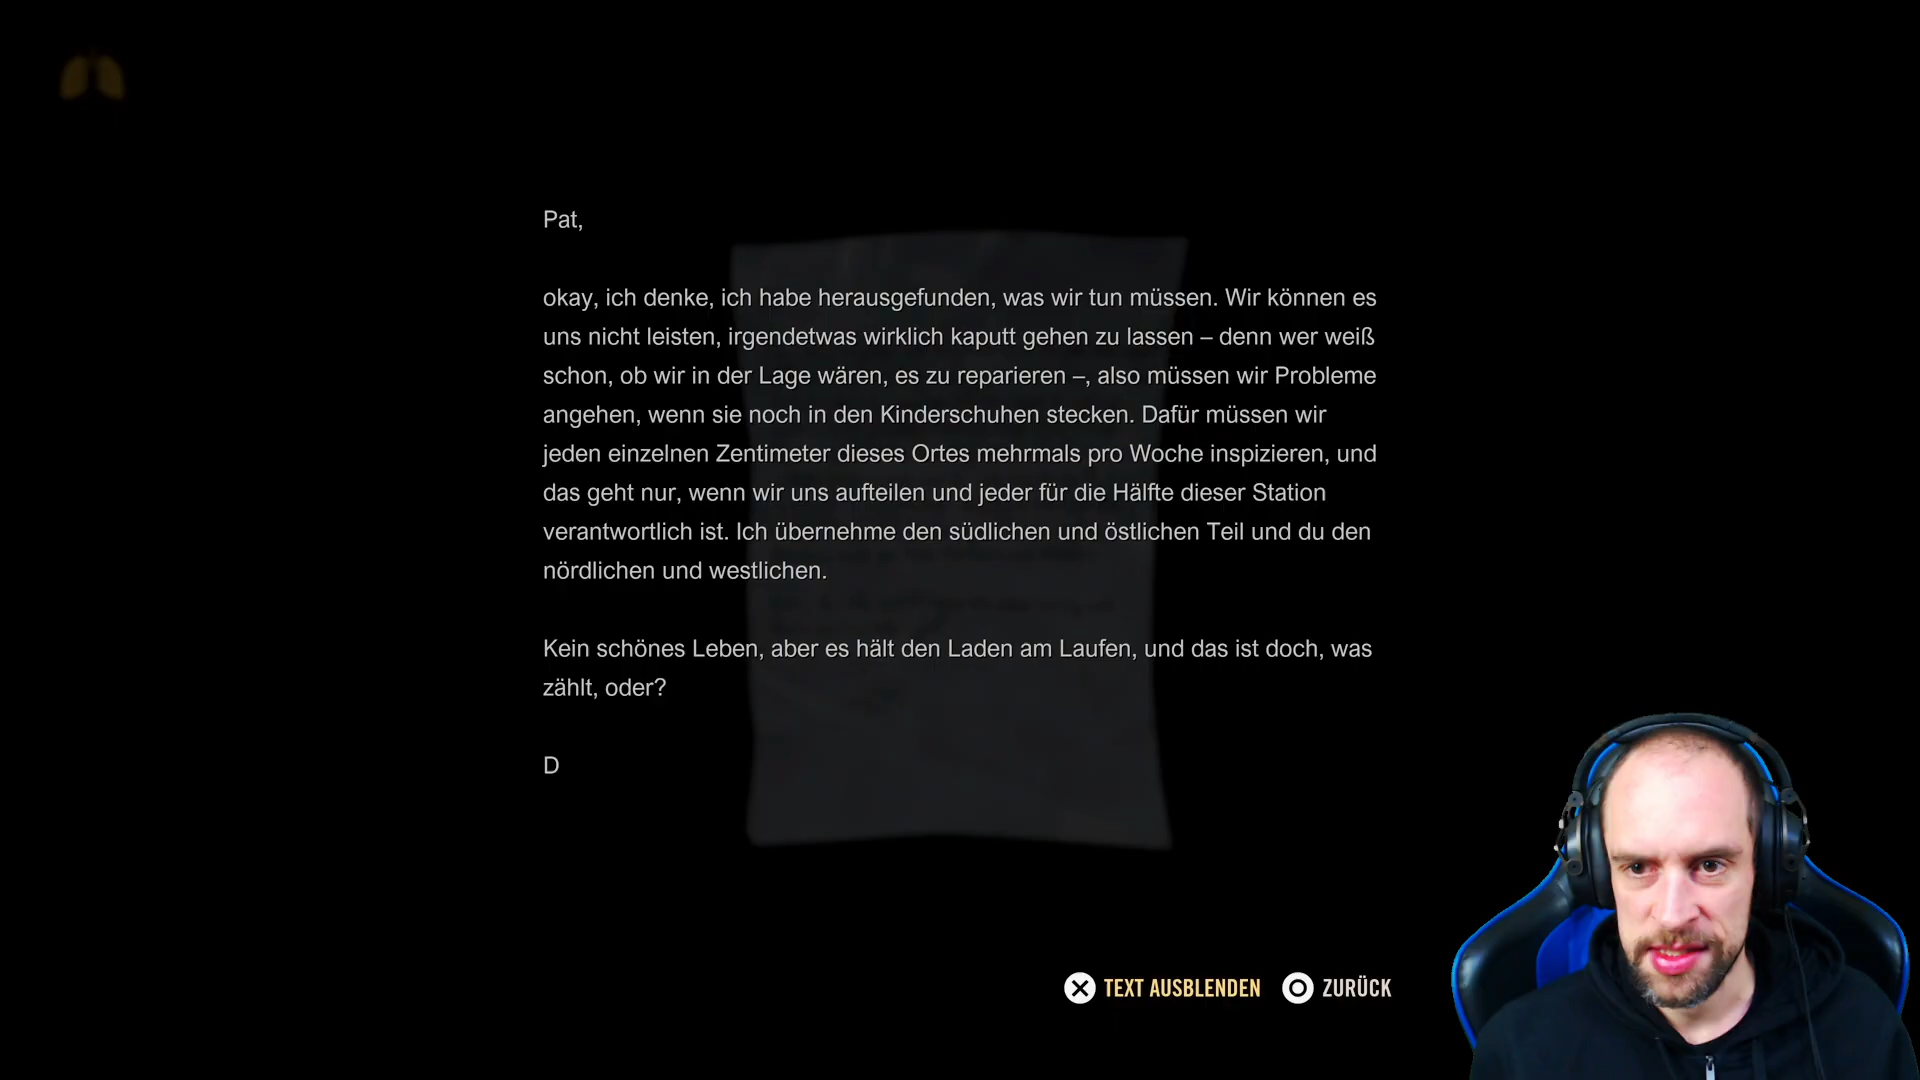 Pat,
okay, ich denke, ich habe herausgefunden, was wir tun müssen. Wir können es
uns nicht leisten, irgendetwas wirklich kaputt gehen zu lassen – denn wer weiß
schon, ob wir in der Lage wären, es zu reparieren –, also müssen wir Probleme
angehen, wenn sie noch in den Kinderschuhen stecken. Dafür müssen wir
jeden einzelnen Zentimeter dieses Ortes mehrmals pro Woche inspizieren, und
das geht nur, wenn wir uns aufteilen und jeder für die Hälfte dieser Station
verantwortlich ist. Ich übernehme den südlichen und östlichen Teil und du den
nördlichen und westlichen.
Kein schönes Leben, aber es hält den Laden am Laufen, und das ist doch, was
zählt, oder?
D
TEXT AUSBLENDEN ZURÜCK